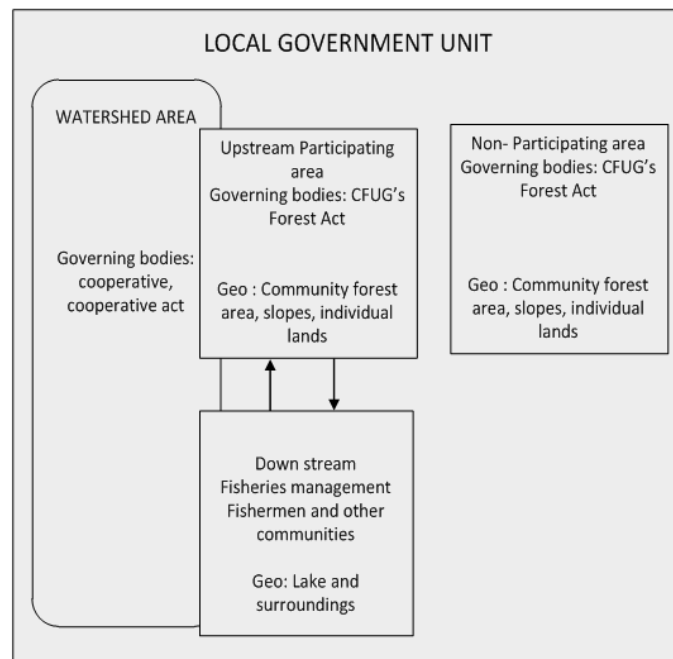 LOCAL GOVERNMENT UNIT
WATERSHED AREA
Governing bodies:
cooperative,
cooperative act
Upstream Participating
area
Governing bodies: CFUG's
Forest Act
Geo : Community forest
area, slopes, individual
lands
Non- Participating area
Governing bodies: CFUG's
Forest Act
Geo : Community forest
area, slopes, individual
lands
Down stream
Fisheries management
Fishermen and other
communities
Geo: Lake and
surroundings